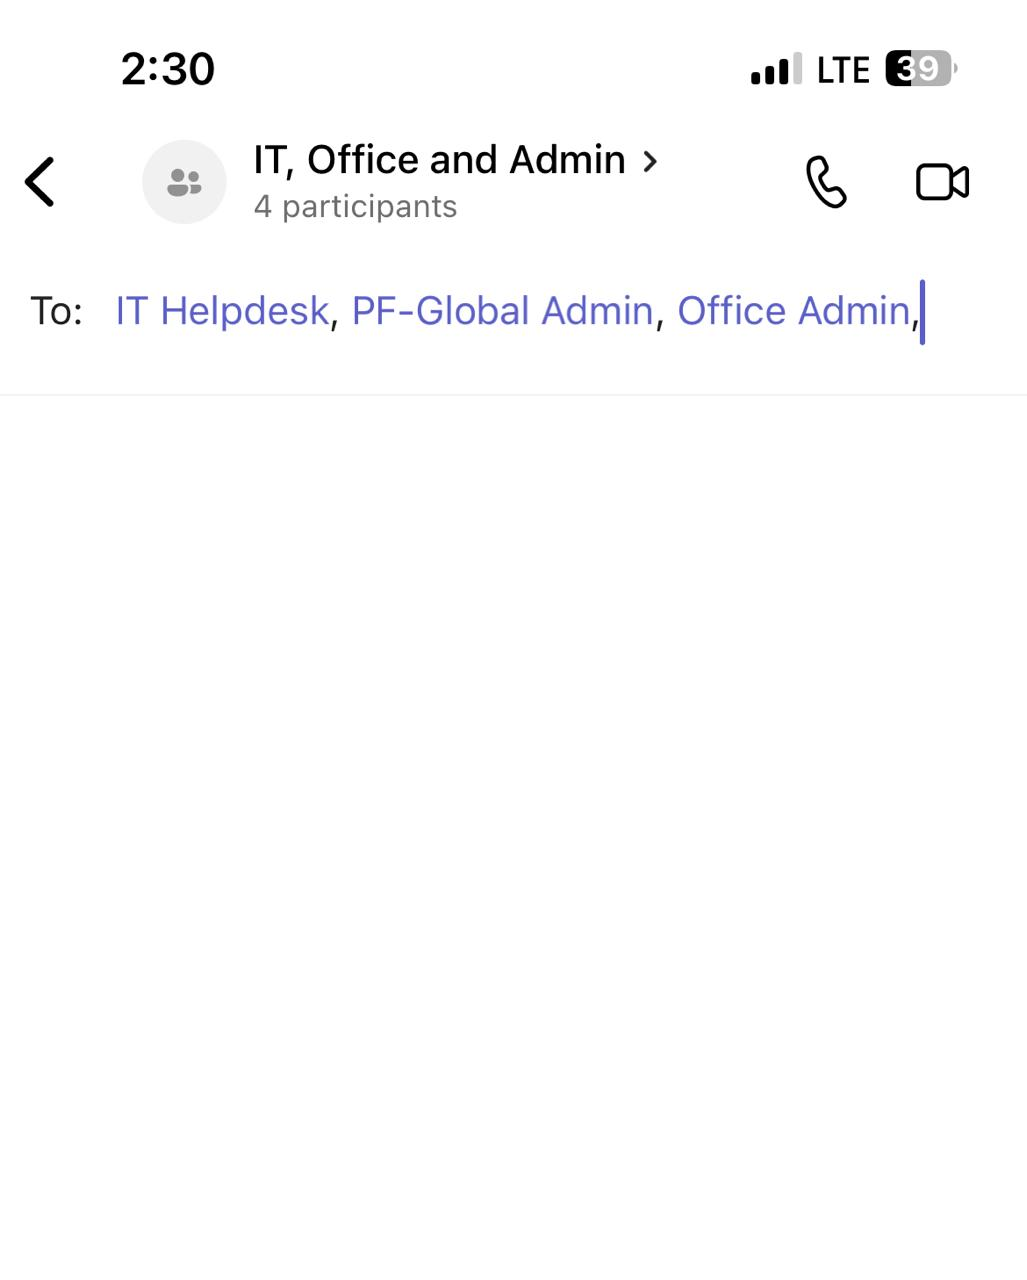 2:30 LTE 39
IT, Office and Admin
4 participants
To: IT Helpdesk, PF-Global Admin, Office Admin,